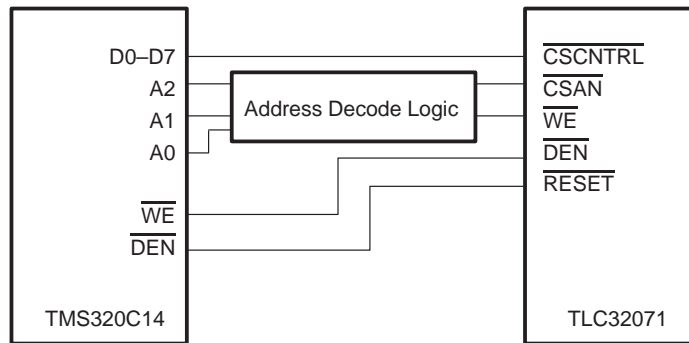 D0–D7
A2
A1
A0
WE
DEN
TMS320C14
Address Decode Logic
CSCNTRL
CSAN
WE
DEN
RESET
TLC32071